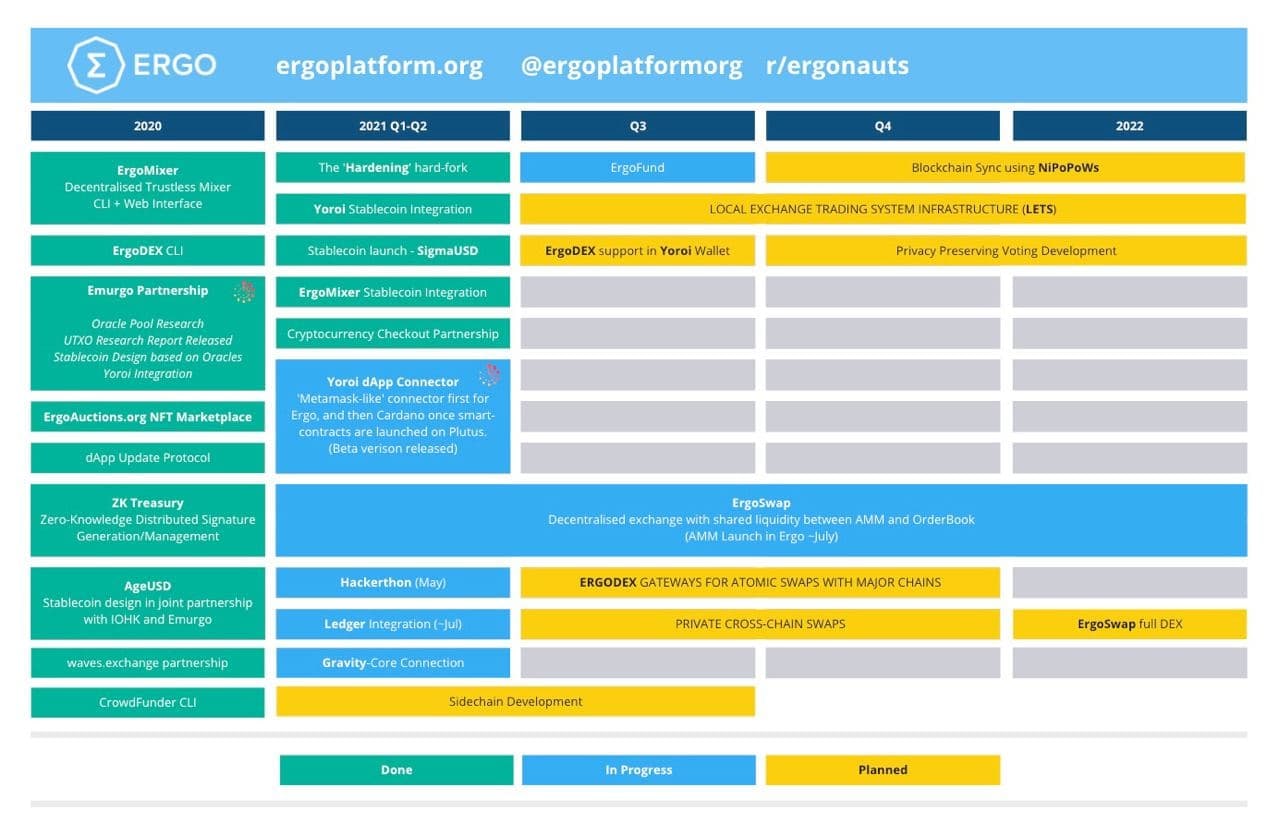 Σ ERGO ergoplatform.org @ergoplatformorg r/ergonauts
2020 2021 Q1-Q2 Q3 Q4 2022
ErgoMixer
Decentralised Trustless Mixer
CLI + Web Interface
The 'Hardening' hard-fork
ErgoFund
Blockchain Sync using NiPoPoWs
Yoroi Stablecoin Integration
LOCAL EXCHANGE TRADING SYSTEM INFRASTRUCTURE (LETS)
ErgoDEX CLI
Stablecoin launch - SigmaUSD
ErgoDEX support in Yoroi Wallet
Privacy Preserving Voting Development
Emurgo Partnership
Oracle Pool Research
UTXO Research Report Released
Stablecoin Design based on Oracles
Yoroi Integration
ErgoMixer Stablecoin Integration
Cryptocurrency Checkout Partnership
Yoroi dApp Connector
'Metamask-like' connector first for
Ergo, and then Cardano once smart-
contracts are launched on Plutus.
(Beta verison released)
ErgoAuctions.org NFT Marketplace
dApp Update Protocol
ZK Treasury
Zero-Knowledge Distributed Signature
Generation/Management
ErgoSwap
Decentralised exchange with shared liquidity between AMM and OrderBook
(AMM Launch in Ergo ~July)
AgeUSD
Stablecoin design in joint partnership
with IOHK and Emurgo
Hackerthon (May)
ERGODEX GATEWAYS FOR ATOMIC SWAPS WITH MAJOR CHAINS
Ledger Integration (~Jul)
PRIVATE CROSS-CHAIN SWAPS
ErgoSwap full DEX
waves.exchange partnership
Gravity-Core Connection
CrowdFunder CLI
Sidechain Development
Done In Progress Planned